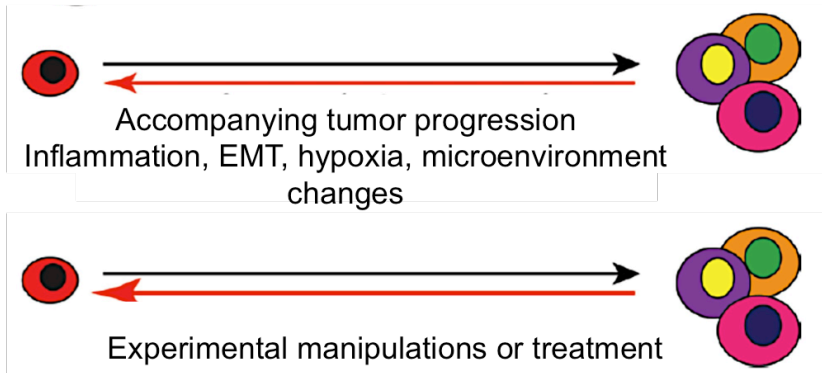 Accompanying tumor progression
Inflammation, EMT, hypoxia, microenvironment
changes
Experimental manipulations or treatment